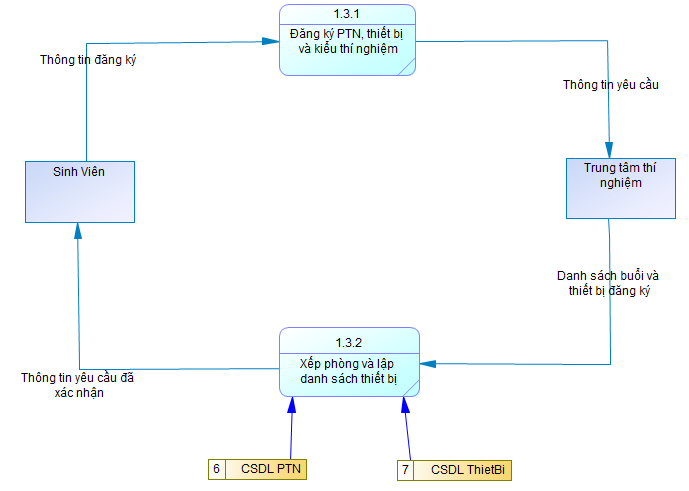 1.3.1
Đăng ký PTN, thiết bị
và kiểu thí nghiệm
Thông tin đăng ký
Thông tin yêu cầu
Sinh Viên
Trung tâm thí
nghiệm
Danh sách buổi và
thiết bị đăng ký
1.3.2
Xếp phòng và lập
danh sách thiết bị
Thông tin yêu cầu đã
xác nhận
6 CSDL PTN
7 CSDL ThietBi